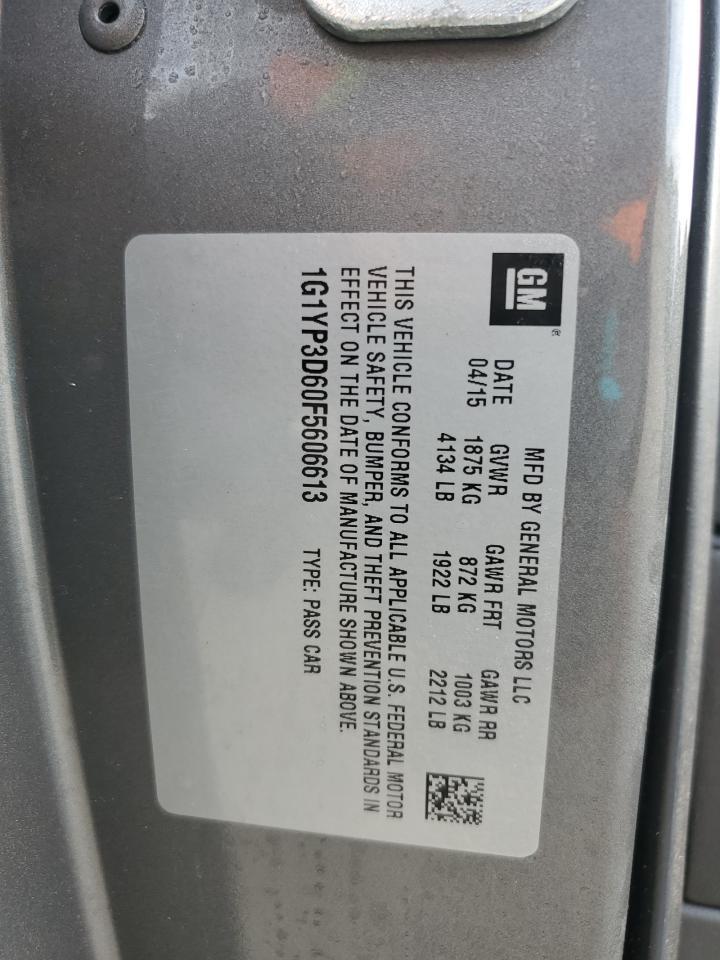 GM®
MFD BY GENERAL MOTORS LLC
DATE GVWR GAWR FRT GAWR RR
04/15 1875 KG 872 KG 1003 KG
4134 LB 1922 LB 2212 LB
THIS VEHICLE CONFORMS TO ALL APPLICABLE U.S. FEDERAL MOTOR
VEHICLE SAFETY, BUMPER, AND THEFT PREVENTION STANDARDS IN
EFFECT ON THE DATE OF MANUFACTURE SHOWN ABOVE.
1G1YP3D60F5606613 TYPE: PASS CAR